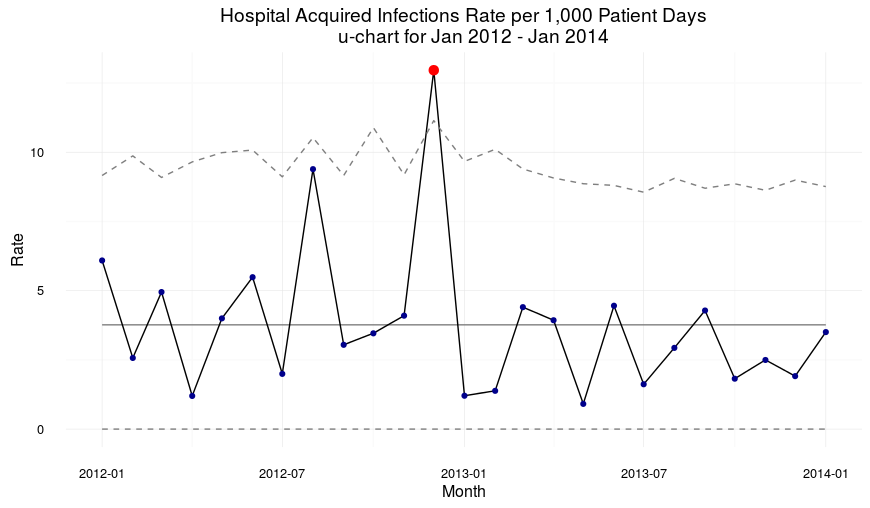 Hospital Acquired Infections Rate per 1,000 Patient Days
u-chart for Jan 2012 - Jan 2014
10
5
0
Rate
2012-01
2012-07
2013-01
2013-07
2014-01
Month